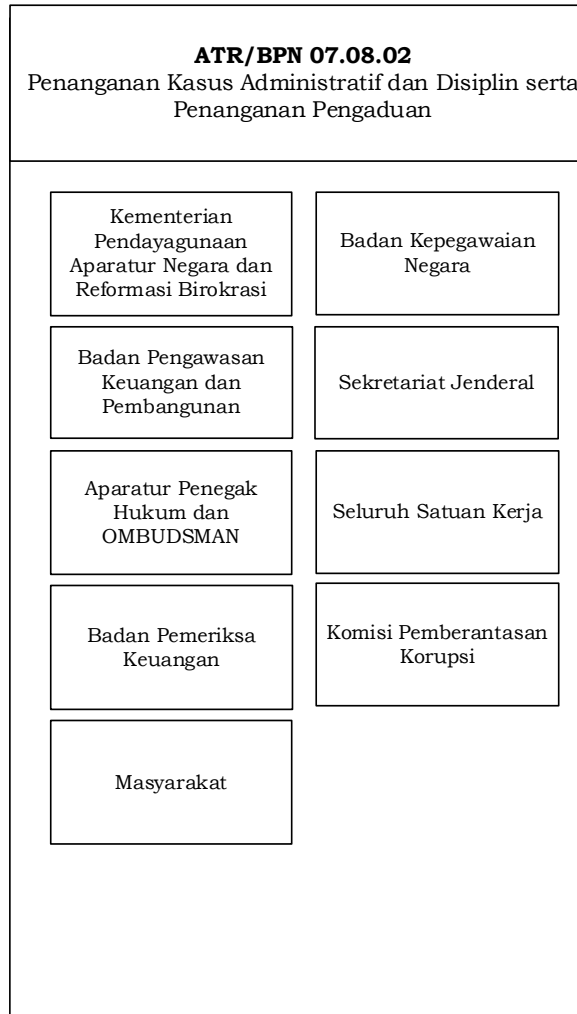 ATR/BPN 07.08.02
Penanganan Kasus Administratif dan Disiplin serta
Penanganan Pengaduan
Kementerian
Pendayagunaan
Aparatur Negara dan
Reformasi Birokrasi
Badan Kepegawaian
Negara
Badan Pengawasan
Keuangan dan
Pembangunan
Sekretariat Jenderal
Aparatur Penegak
Hukum dan
OMBUDSMAN
Seluruh Satuan Kerja
Badan Pemeriksa
Keuangan
Komisi Pemberantasan
Korupsi
Masyarakat